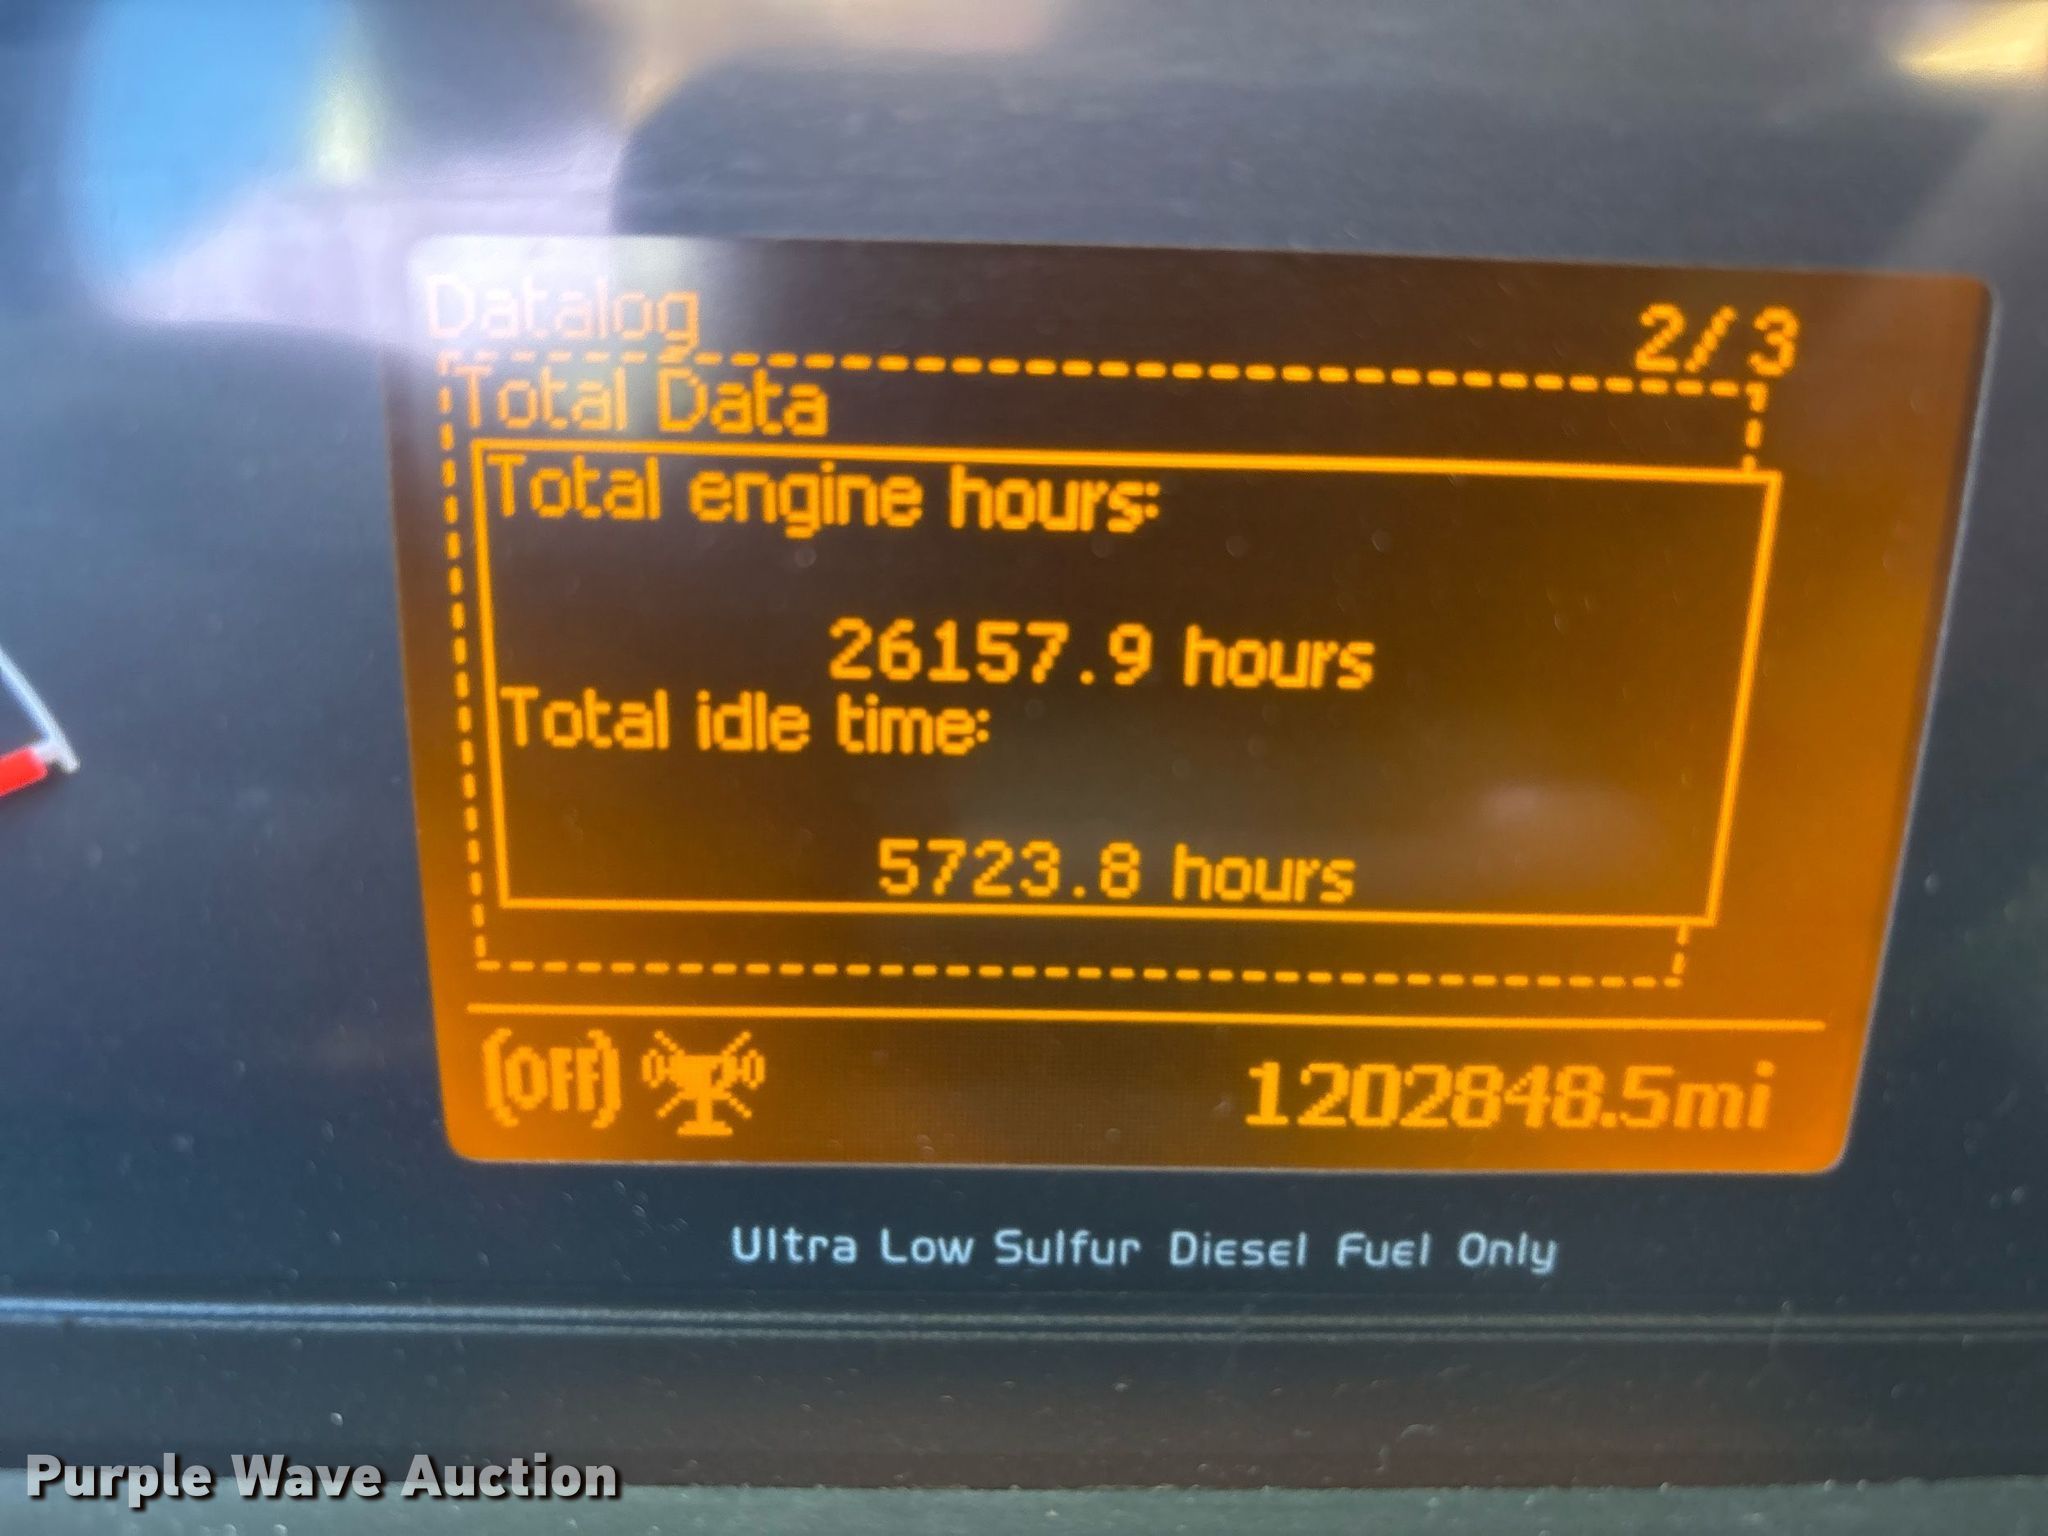 Datalog 2/3
Total Data
Total engine hours:
26157.9 hours
Total idle time:
5723.8 hours
(OFF) 1202848.5mi
Ultra Low Sulfur Diesel Fuel Only
Purple Wave Auction